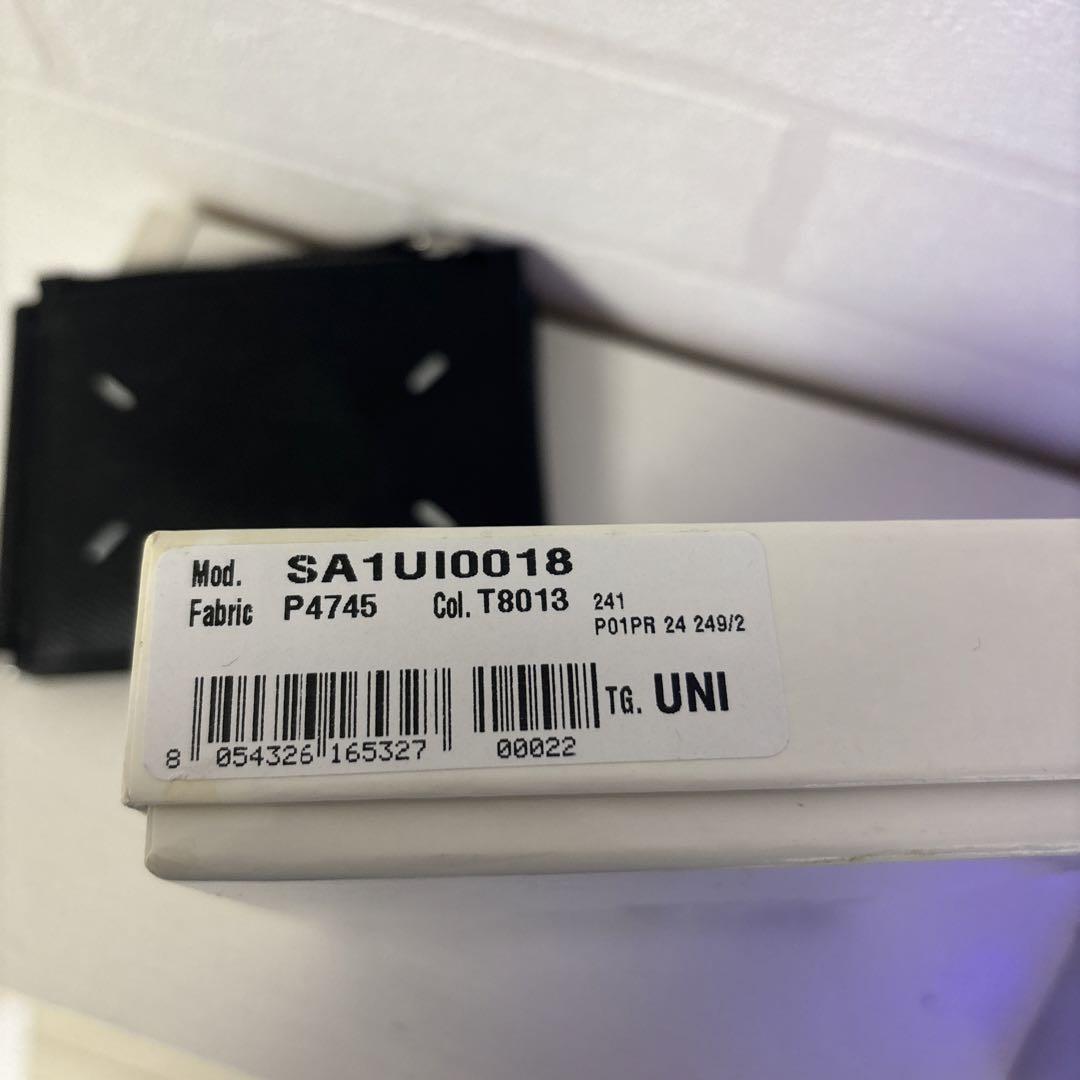 Mod. SA1UI0018
Fabric P4745 Col. T8013 241
P01PR 24 249/2
TG. UNI
8 054326 165327 00022